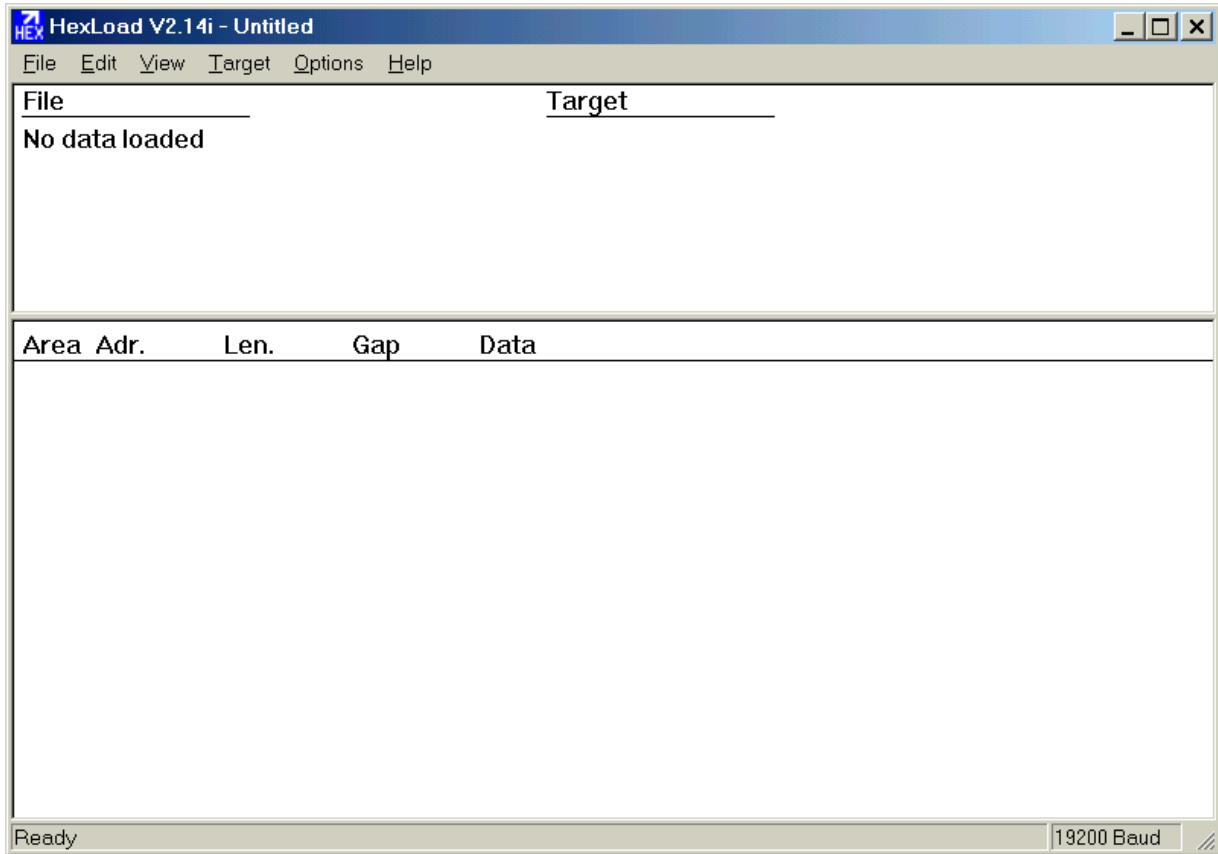 HEX HexLoad V2.14i - Untitled
File Edit View Target Options Help
File Target
No data loaded
Area Adr. Len. Gap Data
Ready 19200 Baud